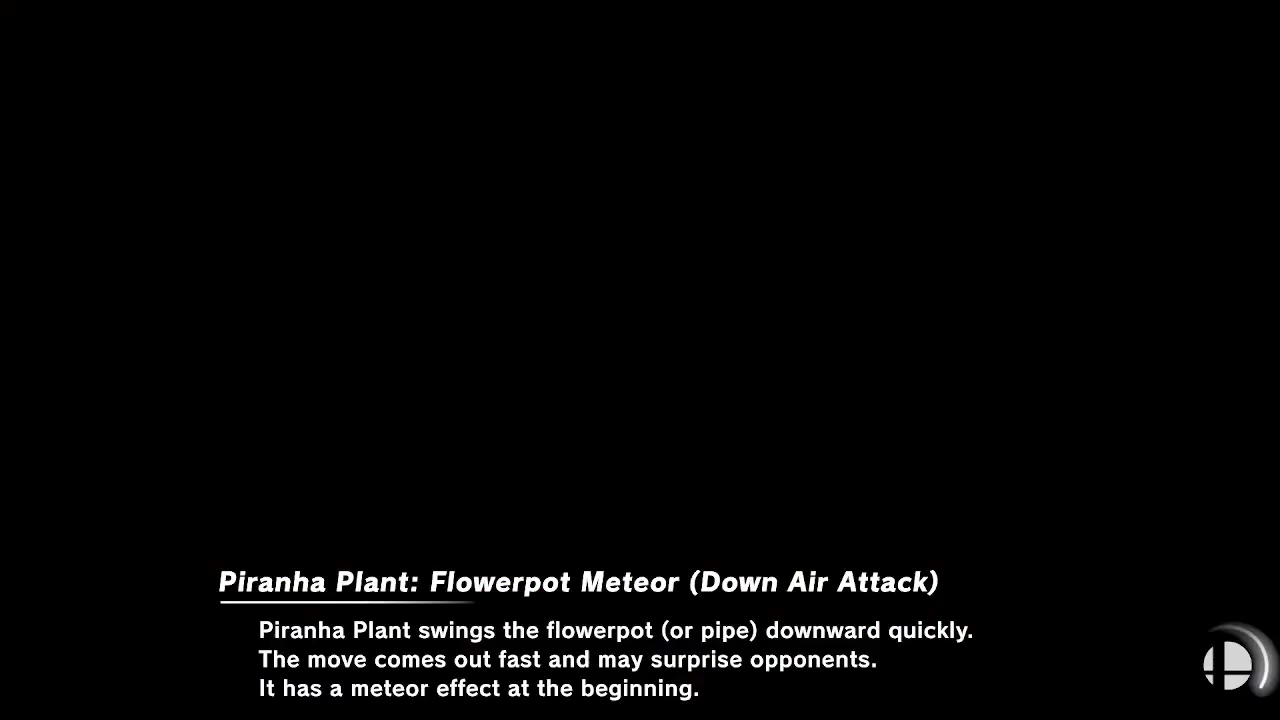 Piranha Plant: Flowerpot Meteor (Down Air Attack)
Piranha Plant swings the flowerpot (or pipe) downward quickly.
The move comes out fast and may surprise opponents.
It has a meteor effect at the beginning.